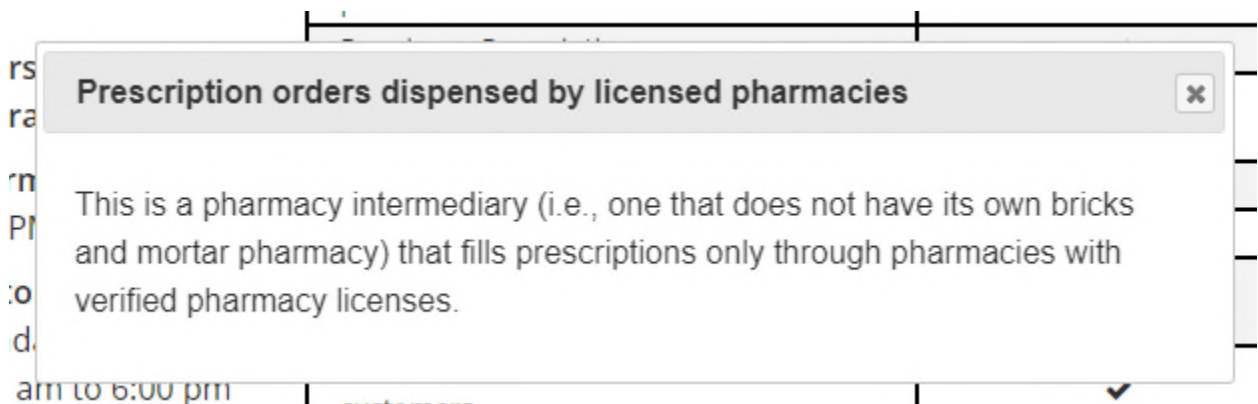 Prescription orders dispensed by licensed pharmacies
This is a pharmacy intermediary (i.e., one that does not have its own bricks
and mortar pharmacy) that fills prescriptions only through pharmacies with
verified pharmacy licenses.
am to 6:00 pm